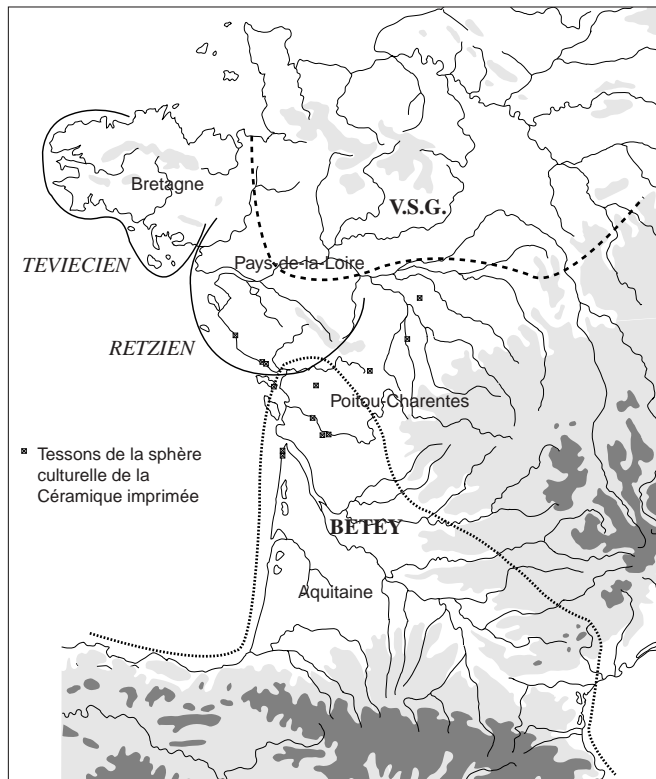 Bretagne
V.S.G.
TEVIECIEN
Pays-de-la-Loire
RETZIEN
Poitou-Charentes
Tessons de la sphère
culturelle de la
Céramique imprimée
BETEY
Aquitaine